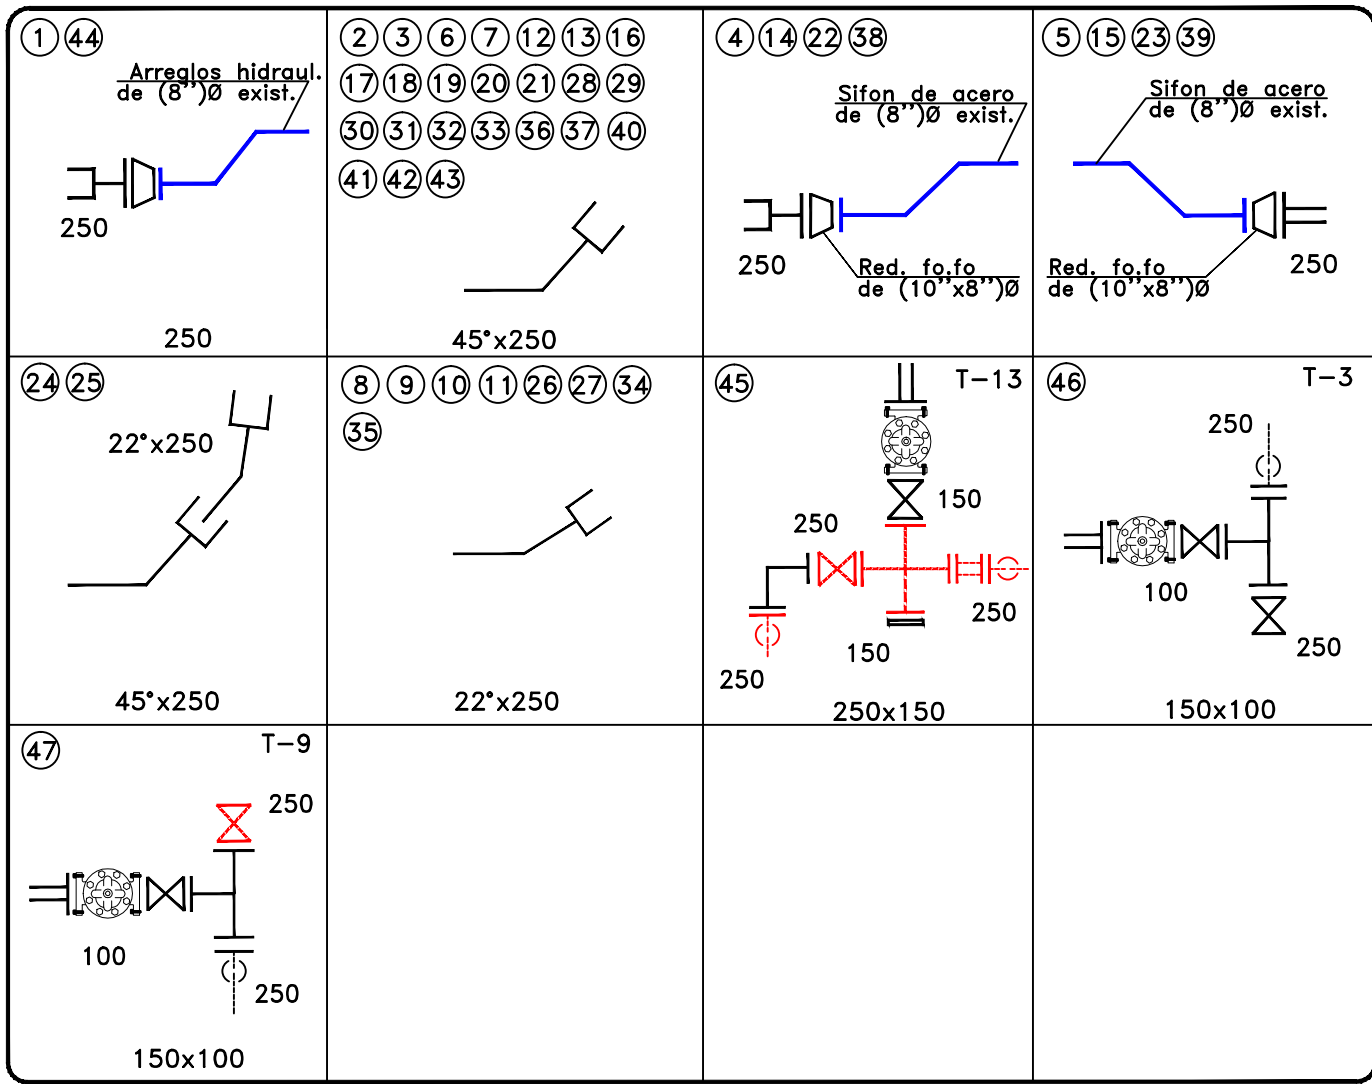 1 44
Arreglos hidraul.
de (8")Ø exist.
250
250
2 3 6 7 12 13 16
17 18 19 20 21 28 29
30 31 32 33 36 37 40
41 42 43
45°x250
4 14 22 38
Sifon de acero
de (8")Ø exist.
250
Red. fo.fo
de (10"x8")Ø
5 15 23 39
Sifon de acero
de (8")Ø exist.
Red. fo.fo
de (10"x8")Ø
250
24 25
22°x250
45°x250
8 9 10 11 26 27 34
35
22°x250
45
T-13
150
250
250
150
250
250x150
46
T-3
250
100
250
150x100
47
T-9
250
100
250
150x100